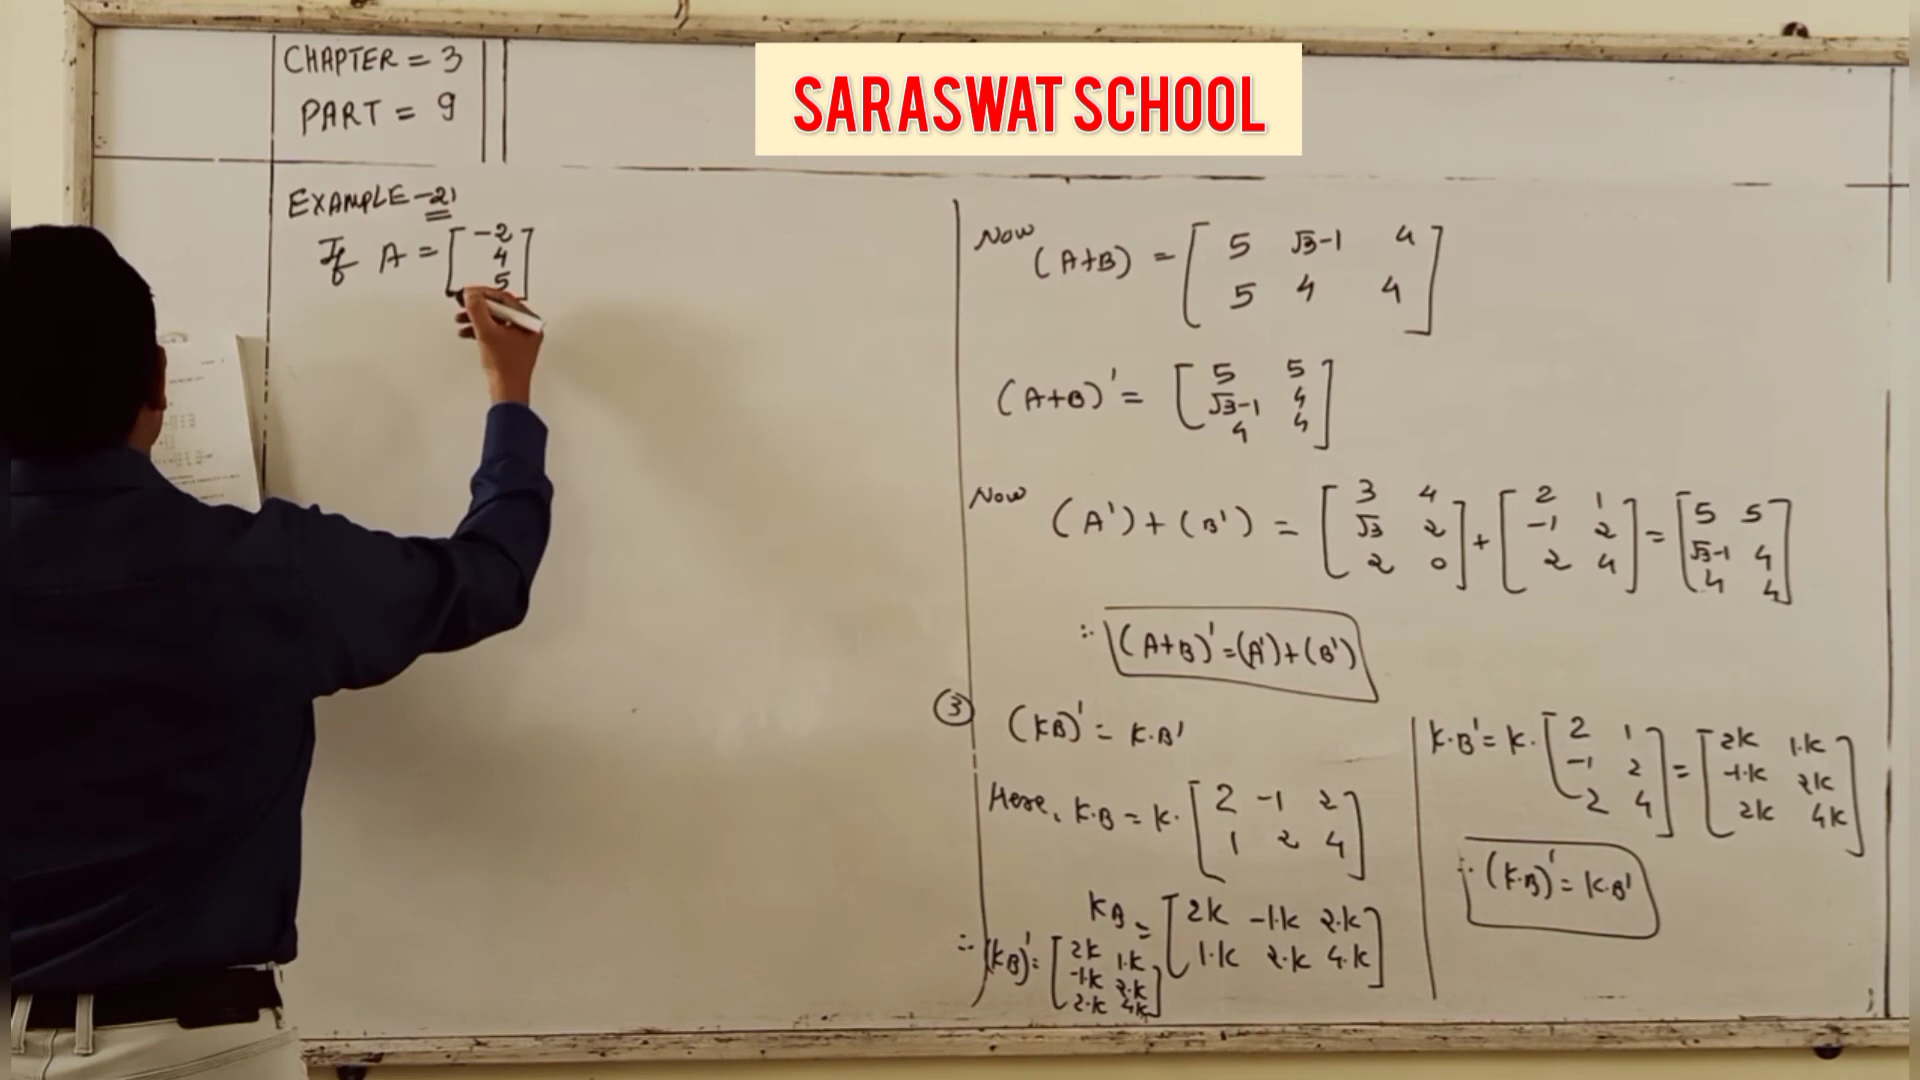 SARASWAT SCHOOL
CHAPTER = 3
PART = 9
EXAMPLE - 21
If A = [ -2
4
5 ]
Now (A+B) = [ 5 √3-1 4
5 4 4 ]
(A+B)' = [ 5 5
√3-1 4
4 4 ]
Now (A') + (B') = [ 3 4
√3 2
2 0 ] + [ 2 1
-1 2
2 4 ] = [ 5 5
√3-1 4
4 4 ]
∴ (A+B)' = (A') + (B')
③ (KB)' = K·B'
Here, K·B = K· [ 2 -1 2
1 2 4 ]
KB = [ 2K -1·K 2·K
1·K 2·K 4·K ]
∴ (KB)' = [ 2K 1·K
-1·K 2·K
2·K 4K ]
K·B' = K· [ 2 1
-1 2
2 4 ] = [ 2K 1·K
-1·K 2K
2K 4K ]
∴ (K·B)' = K·B'